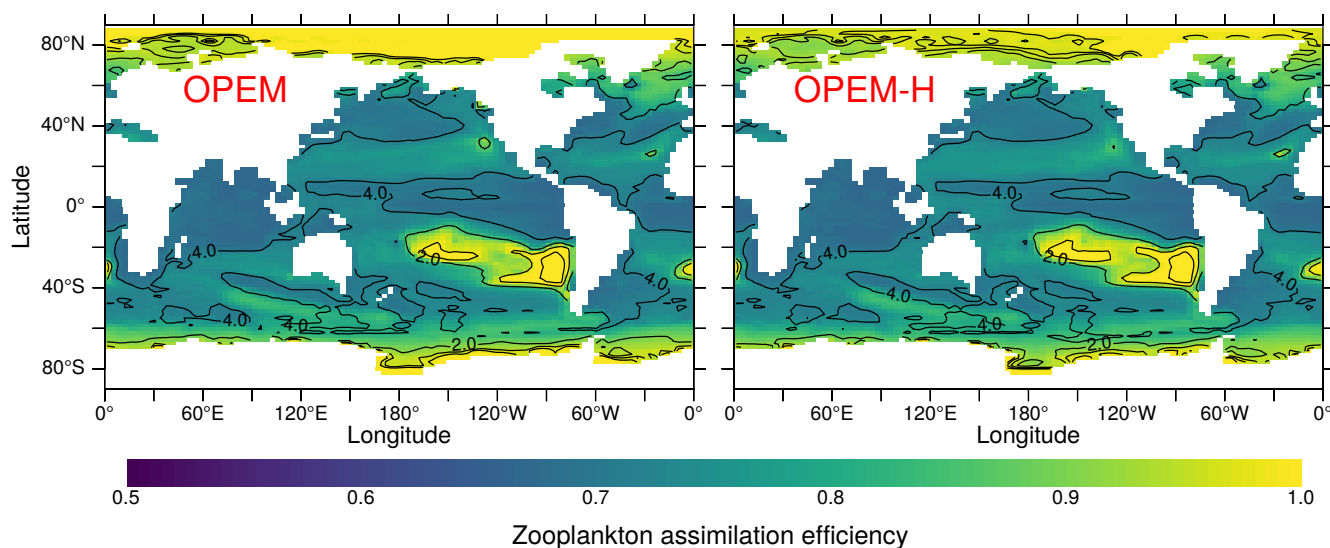 80°N
40°N
0°
40°S
80°S
Latitude
OPEM
OPEM-H
4.0
4.0
4.0
4.0
4.0
2.0
2.0
4.0
4.0
4.0
4.0
2.0
2.0
0° 60°E 120°E 180° 120°W 60°W 0°
0° 60°E 120°E 180° 120°W 60°W 0°
Longitude
Longitude
0.5 0.6 0.7 0.8 0.9 1.0
Zooplankton assimilation efficiency